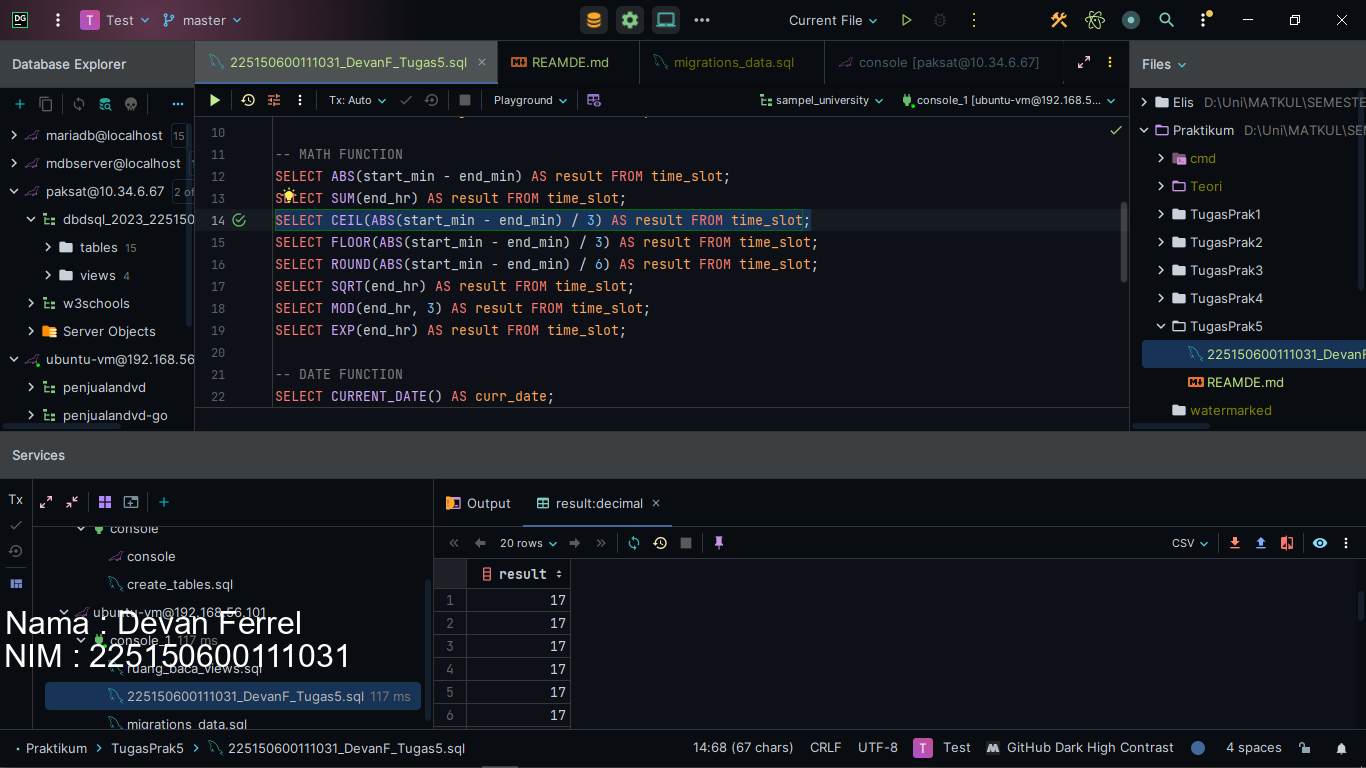 DG
T Test
master
Current File
Database Explorer
225150600111031_DevanF_Tugas5.sql
REAMDE.md
migrations_data.sql
console [paksat@10.34.6.67]
Files
Tx: Auto
Playground
sampel_university
console_1 [ubuntu-vm@192.168.5...
mariadb@localhost 15
mdbserver@localhost
paksat@10.34.6.67 2 of
dbdsql_2023_225150
tables 15
views 4
w3schools
Server Objects
ubuntu-vm@192.168.56
penjualandvd
penjualandvd-go
10
11 -- MATH FUNCTION
12 SELECT ABS(start_min - end_min) AS result FROM time_slot;
13 SELECT SUM(end_hr) AS result FROM time_slot;
14 SELECT CEIL(ABS(start_min - end_min) / 3) AS result FROM time_slot;
15 SELECT FLOOR(ABS(start_min - end_min) / 3) AS result FROM time_slot;
16 SELECT ROUND(ABS(start_min - end_min) / 6) AS result FROM time_slot;
17 SELECT SQRT(end_hr) AS result FROM time_slot;
18 SELECT MOD(end_hr, 3) AS result FROM time_slot;
19 SELECT EXP(end_hr) AS result FROM time_slot;
20
21 -- DATE FUNCTION
22 SELECT CURRENT_DATE() AS curr_date;
Elis D:\Uni\MATKUL\SEMESTE
Praktikum D:\Uni\MATKUL\SE
cmd
Teori
TugasPrak1
TugasPrak2
TugasPrak3
TugasPrak4
TugasPrak5
225150600111031_DevanF
REAMDE.md
watermarked
Services
Tx
console
console
create_tables.sql
ubuntu-vm@192.168.56.101
console_1 117 ms
ruang_baca_views.sql
225150600111031_DevanF_Tugas5.sql 117 ms
migrations_data.sql
Nama : Devan Ferrel
NIM : 225150600111031
Output
result:decimal
20 rows
CSV
result
1 17
2 17
3 17
4 17
5 17
6 17
Praktikum > TugasPrak5 > 225150600111031_DevanF_Tugas5.sql
14:68 (67 chars)
CRLF
UTF-8
T Test
GitHub Dark High Contrast
4 spaces